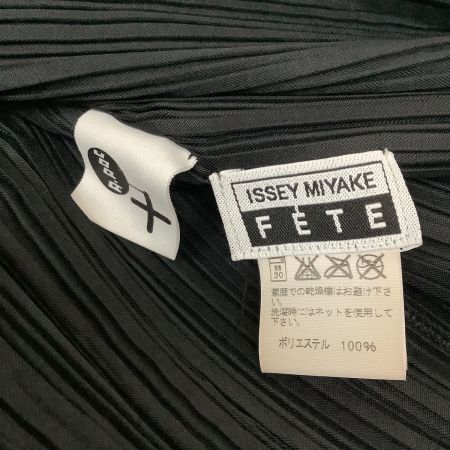 ISSEY MIYAKE
FÊTE
30
家庭での乾燥機はお避け下さ
い。
洗濯時にはネットを使用して
下さい。
ポリエステル 100%